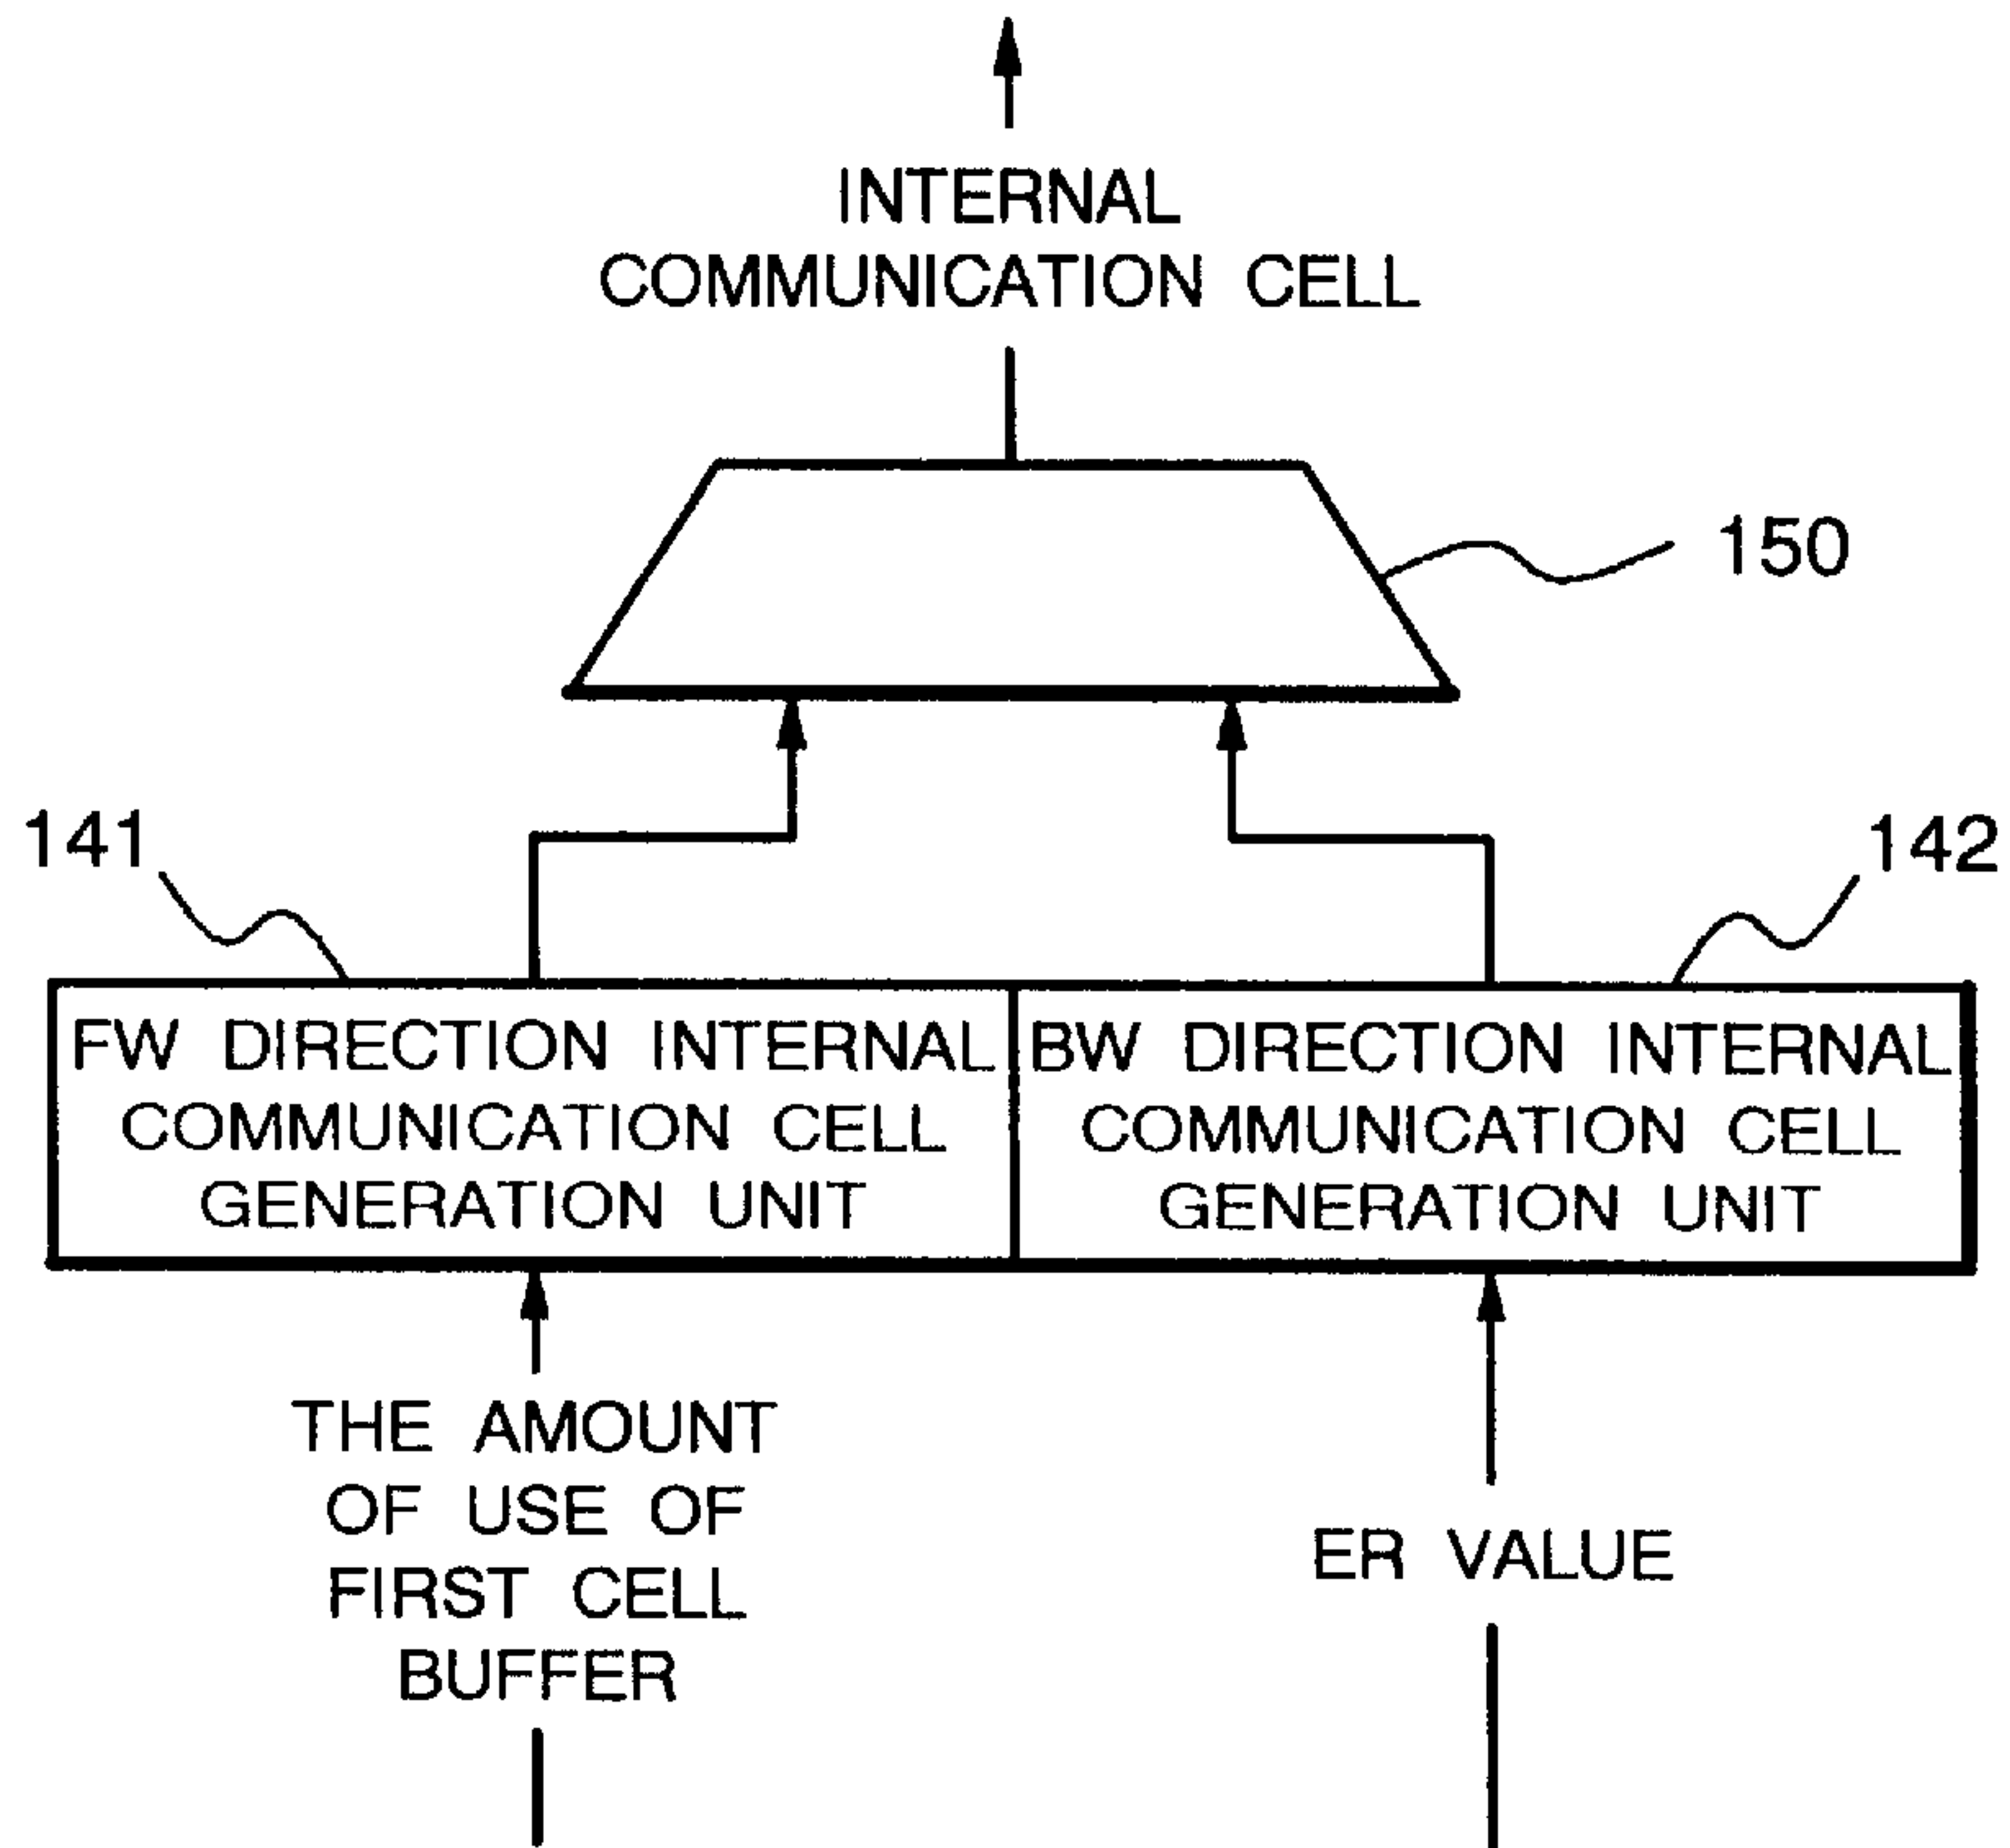 INTERNAL
COMMUNICATION CELL
150
141
142
FW DIRECTION INTERNAL
COMMUNICATION CELL
GENERATION UNIT
BW DIRECTION INTERNAL
COMMUNICATION CELL
GENERATION UNIT
THE AMOUNT
OF USE OF
FIRST CELL
BUFFER
ER VALUE